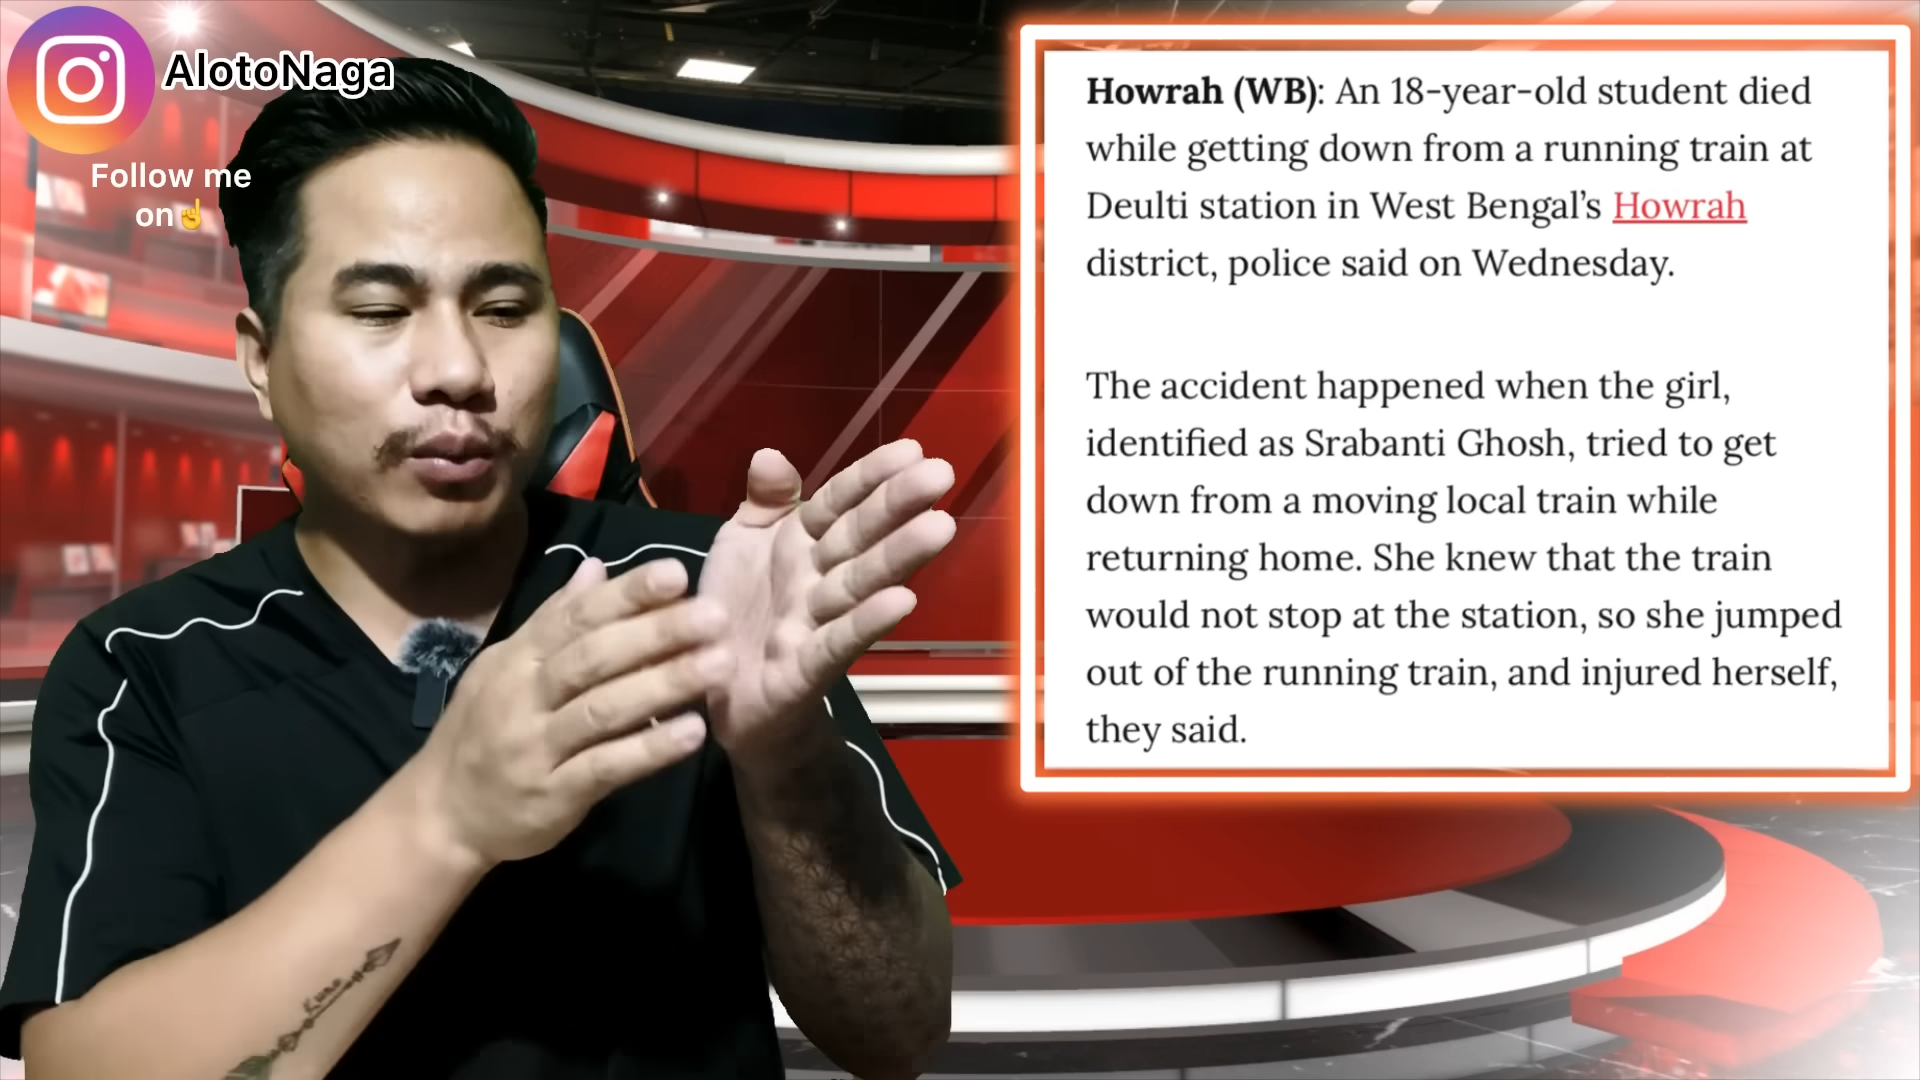 AlotoNaga
Follow me
on☝
Howrah (WB): An 18-year-old student died
while getting down from a running train at
Deulti station in West Bengal’s Howrah
district, police said on Wednesday.
The accident happened when the girl,
identified as Srabanti Ghosh, tried to get
down from a moving local train while
returning home. She knew that the train
would not stop at the station, so she jumped
out of the running train, and injured herself,
they said.